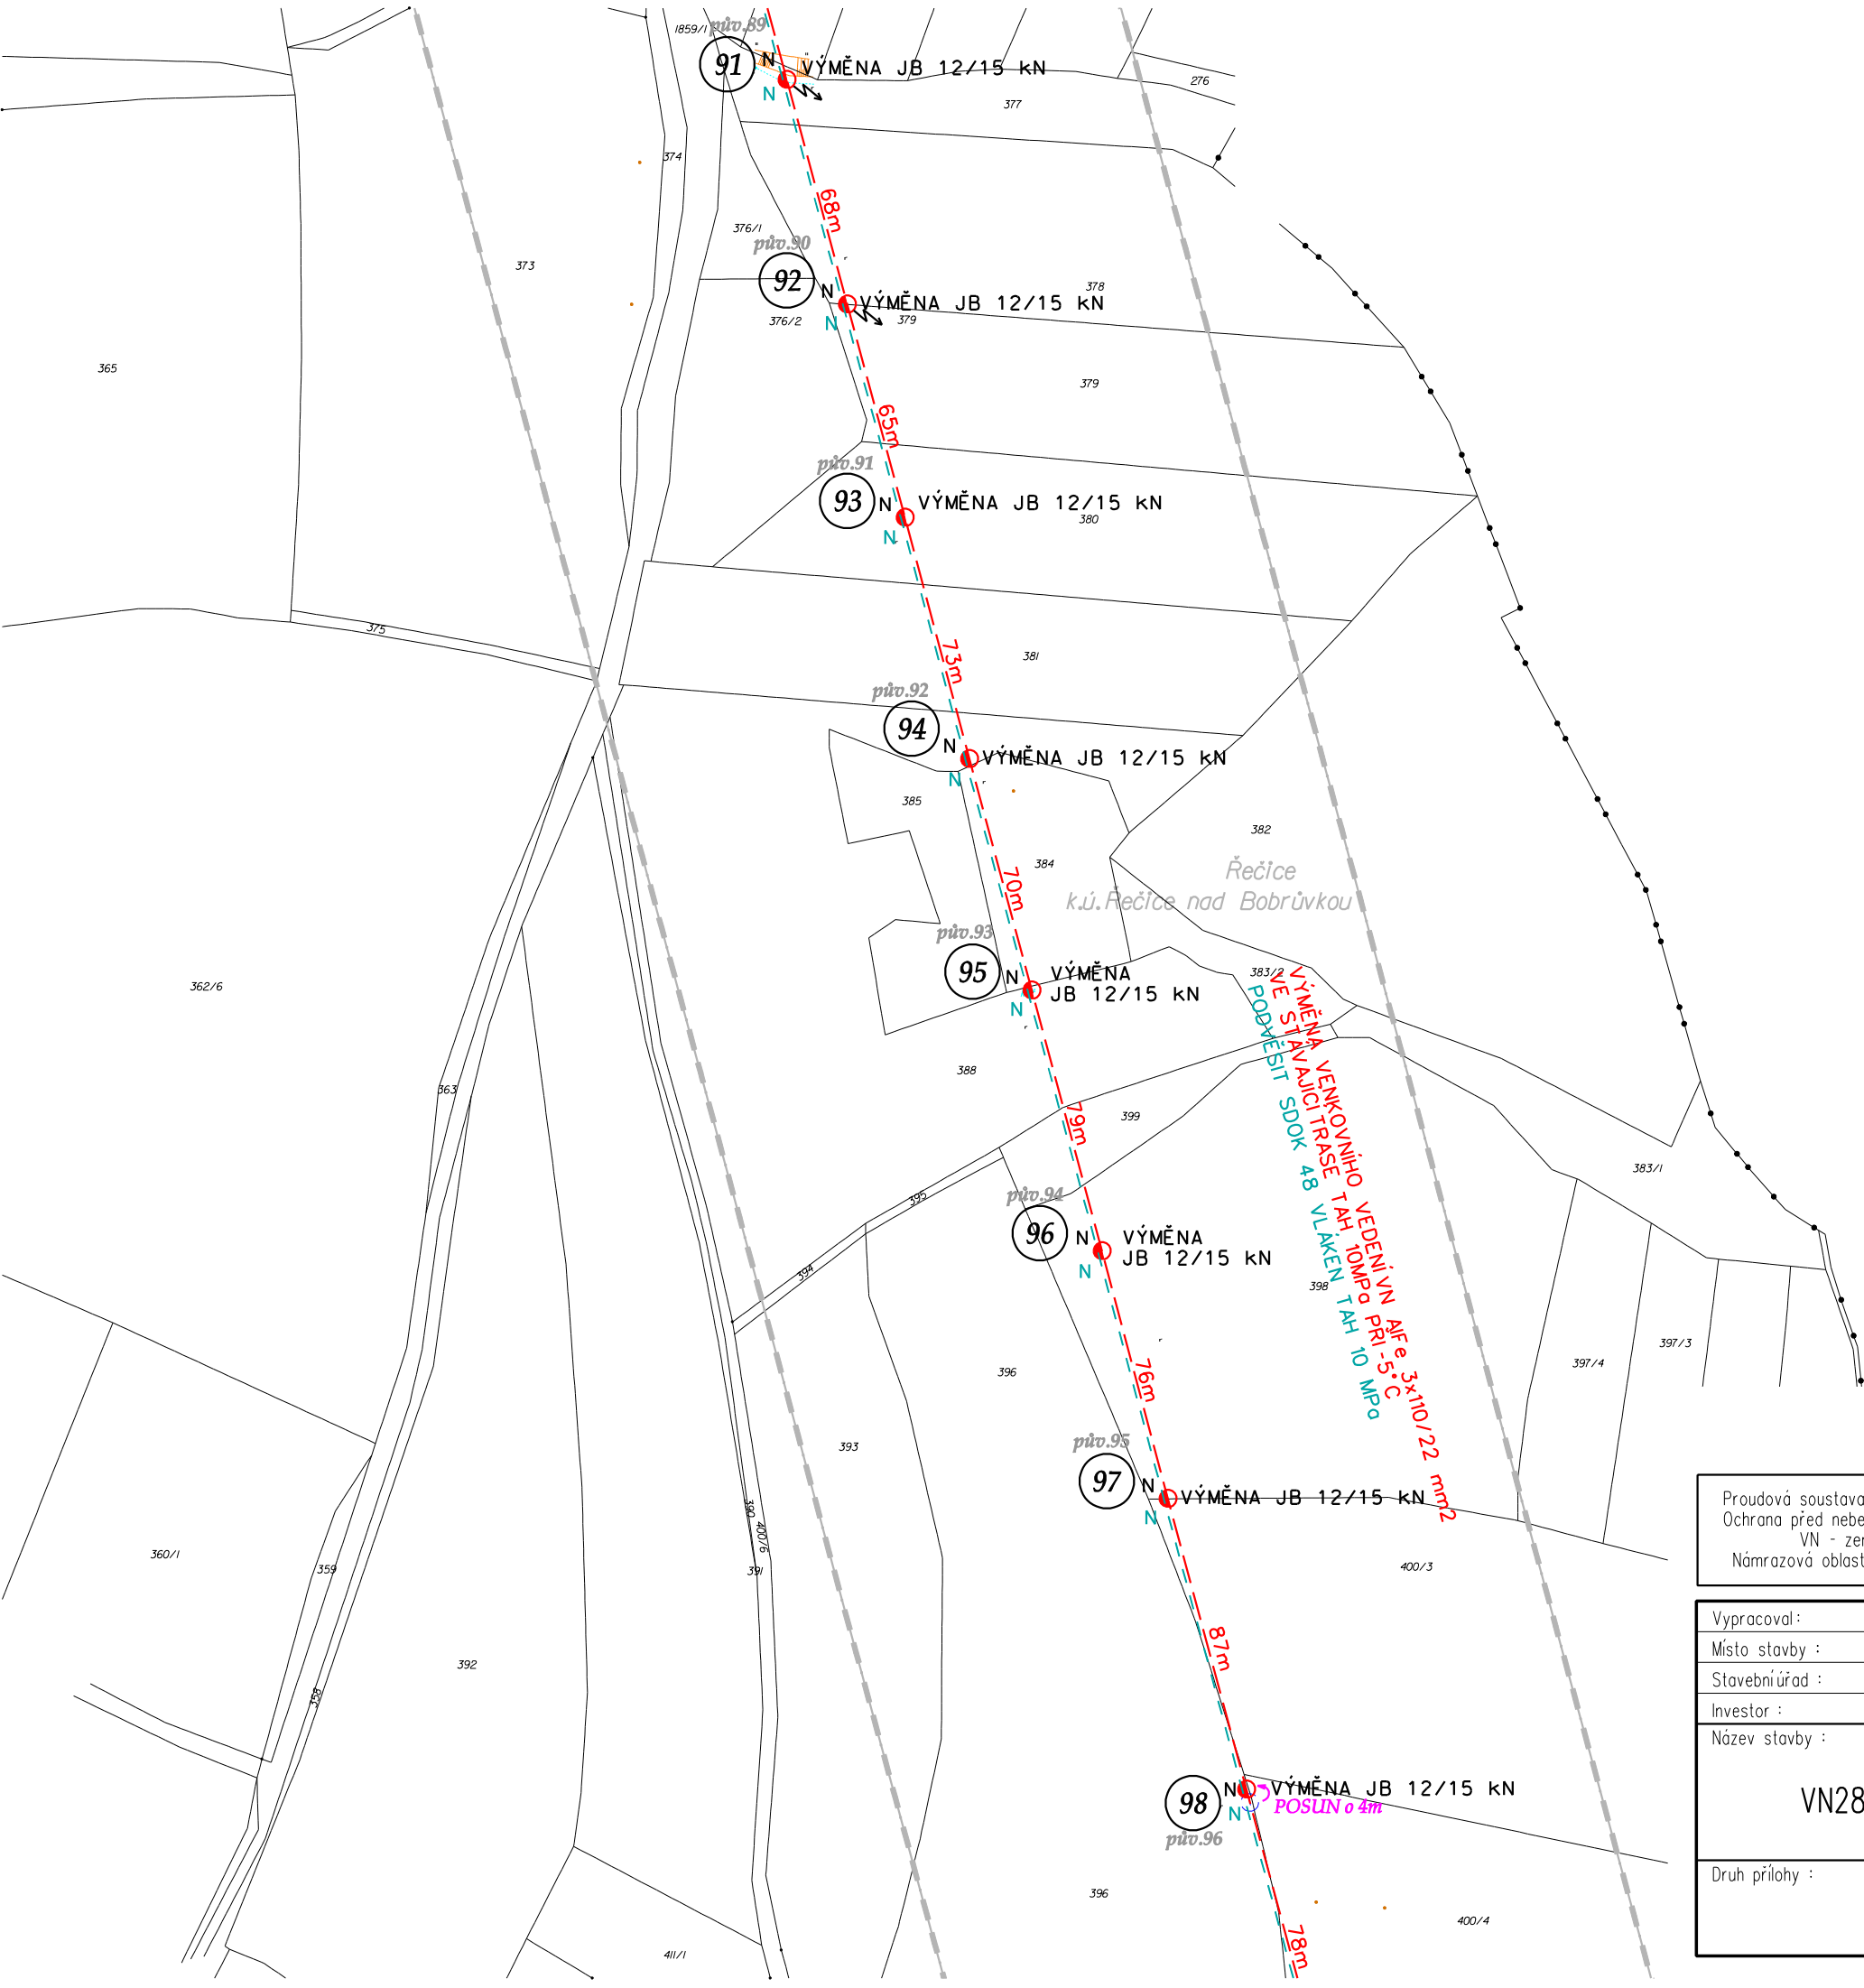 1859/1
pův.89
91
N
VÝMĚNA JB 12/15 kN
N
276
377
374
68m
376/1
373
pův.90
92
N
378
VÝMĚNA JB 12/15 kN
376/2
N
379
365
379
65m
pův.91
93
N
VÝMĚNA JB 12/15 kN
380
N
375
73m
381
pův.92
94
N
VÝMĚNA JB 12/15 kN
N
385
382
384
Řečice
k.ú.Řečice nad Bobrůvkou
70m
pův.93
95
N
VÝMĚNA
JB 12/15 kN
N
383/2
362/6
VÝMĚNA VENKOVNÍHO VEDENÍ VN AlFe 3x110/22 mm2
VE STÁVAJÍCÍ TRASE TAH 10MPa PŘI -5°C
PODVĚSIT SDOK 48 VLÁKEN TAH 10 MPa
388
363
79m
399
383/1
395
pův.94
96
N
VÝMĚNA
JB 12/15 kN
N
394
398
397/3
397/4
396
76m
393
pův.95
97
N
VÝMĚNA JB 12/15 kN
N
390
400/6
391
360/1
359
400/3
Proudová soustava
Ochrana před nebe
VN - zem
Námrazová oblast
Vypracoval :
Místo stavby :
Stavební úřad :
Investor :
Název stavby :
VN28
Druh přílohy :
87m
392
358
98
N
VÝMĚNA JB 12/15 kN
POSUN o 4m
N
pův.96
396
400/4
78m
411/1